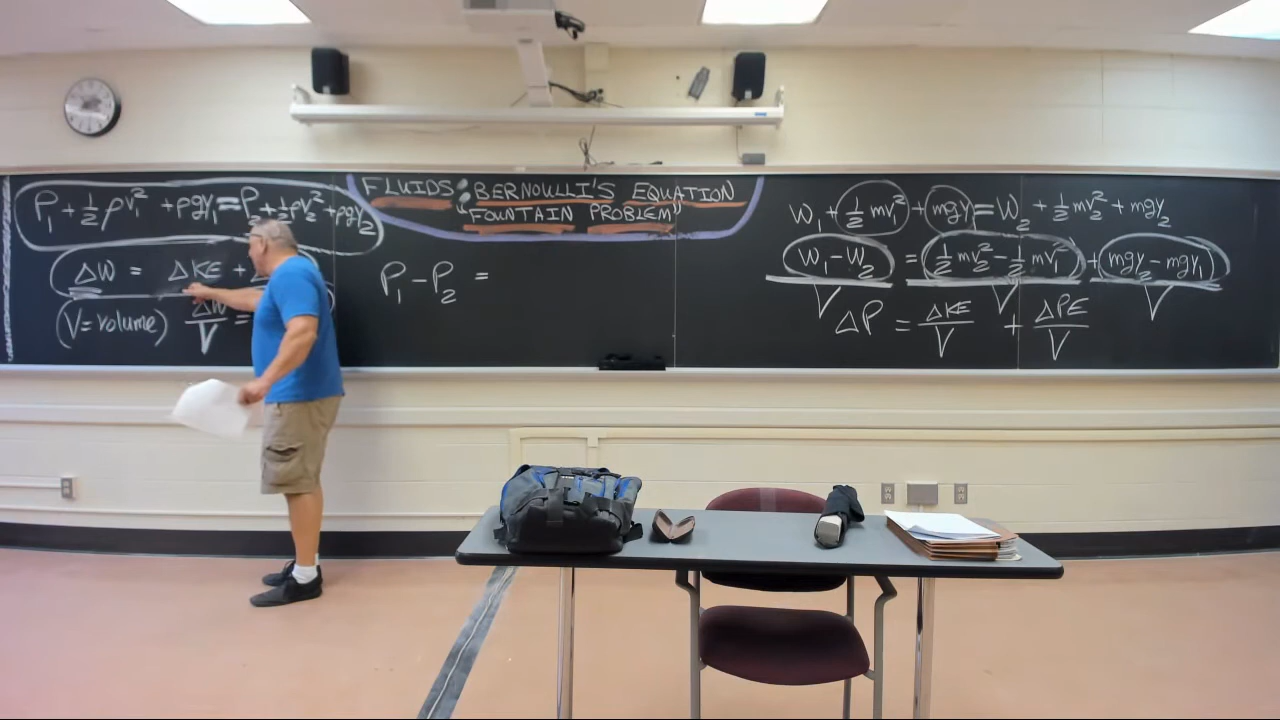 P₁ + ½ρv₁² + ρgy₁ = P₂ + ½ρv₂² + ρgy₂
ΔW = ΔKE +
(V = volume) ΔW/V =
FLUIDS: BERNOULLI'S EQUATION
"FOUNTAIN PROBLEM"
P₁ - P₂ =
W₁ + ½mv₁² + mgy = W₂ + ½mv₂² + mgy₂
W₁ - W₂ = ½mv₂² - ½mv₁² + mgy₂ - mgy₁
V V V
ΔP = ΔKE/V + ΔPE/V